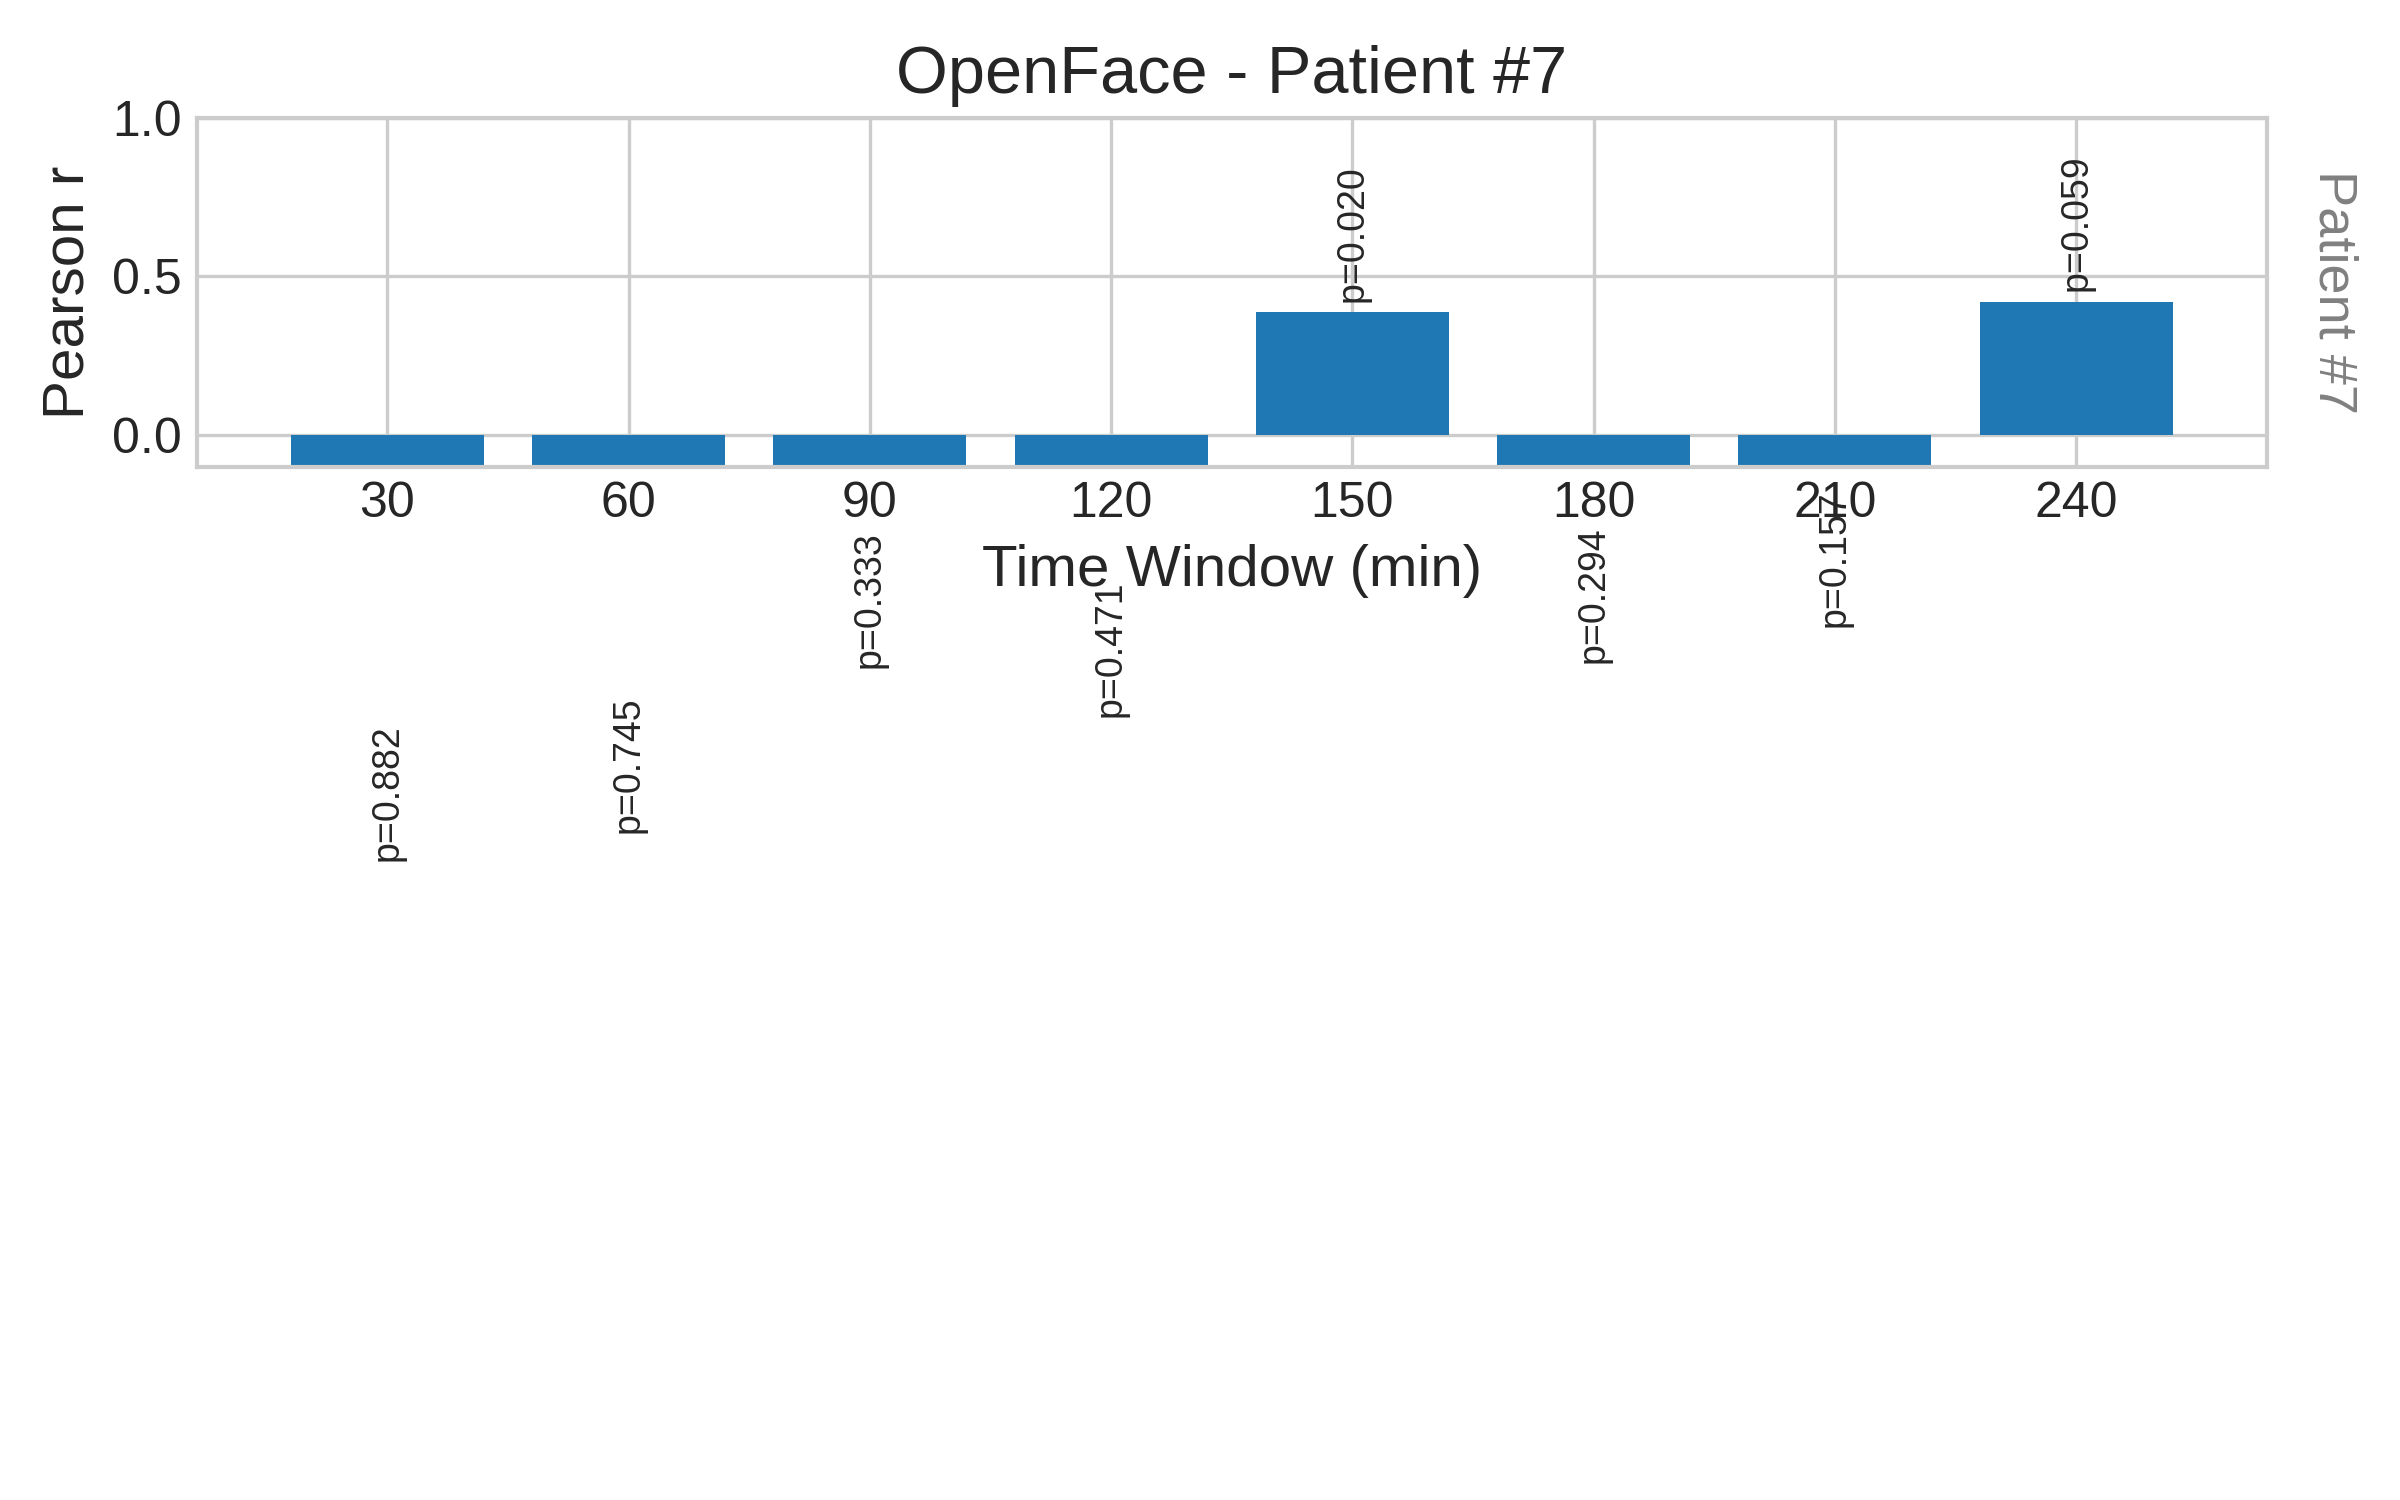 OpenFace - Patient #7
Pearson r
1.0
0.5
0.0
p=0.020
p=0.059
Patient #7
30 60 90 120 150 180 210 240
Time Window (min)
p=0.882
p=0.745
p=0.333
p=0.471
p=0.294
p=0.157